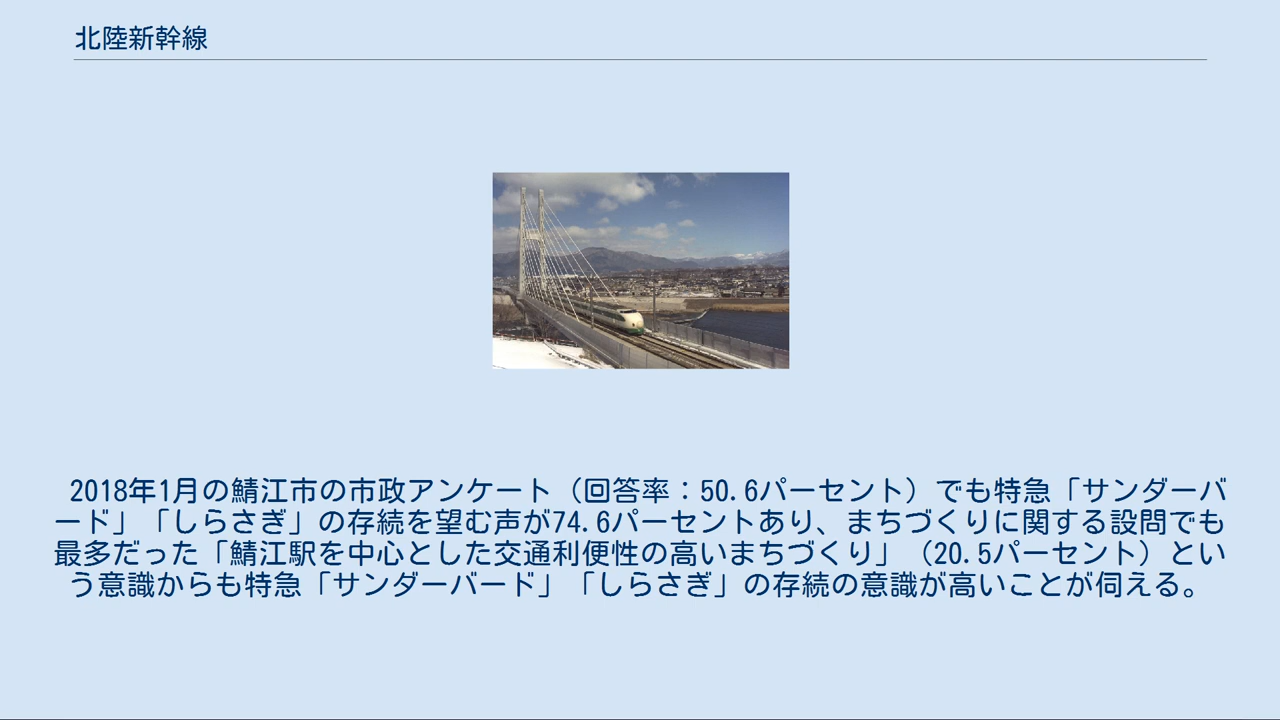 北陸新幹線
2018年1月の鯖江市の市政アンケート（回答率：50.6パーセント）でも特急「サンダーバ
ード」「しらさぎ」の存続を望む声が74.6パーセントあり、まちづくりに関する設問でも
最多だった「鯖江駅を中心とした交通利便性の高いまちづくり」（20.5パーセント）とい
う意識からも特急「サンダーバード」「しらさぎ」の存続の意識が高いことが伺える。